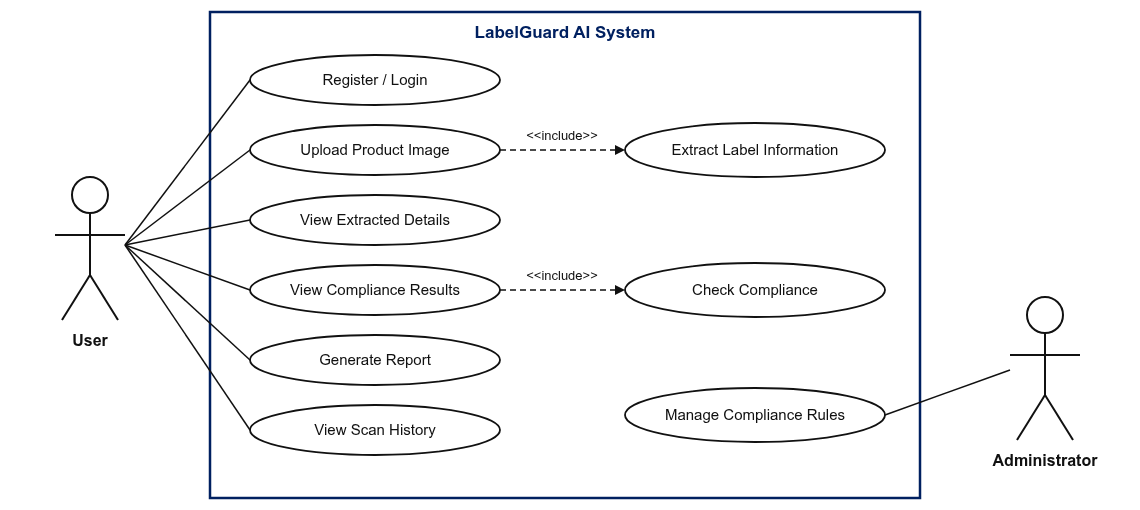 LabelGuard AI System
Register / Login
<<include>>
Upload Product Image
Extract Label Information
View Extracted Details
<<include>>
View Compliance Results
Check Compliance
User
Generate Report
Manage Compliance Rules
View Scan History
Administrator